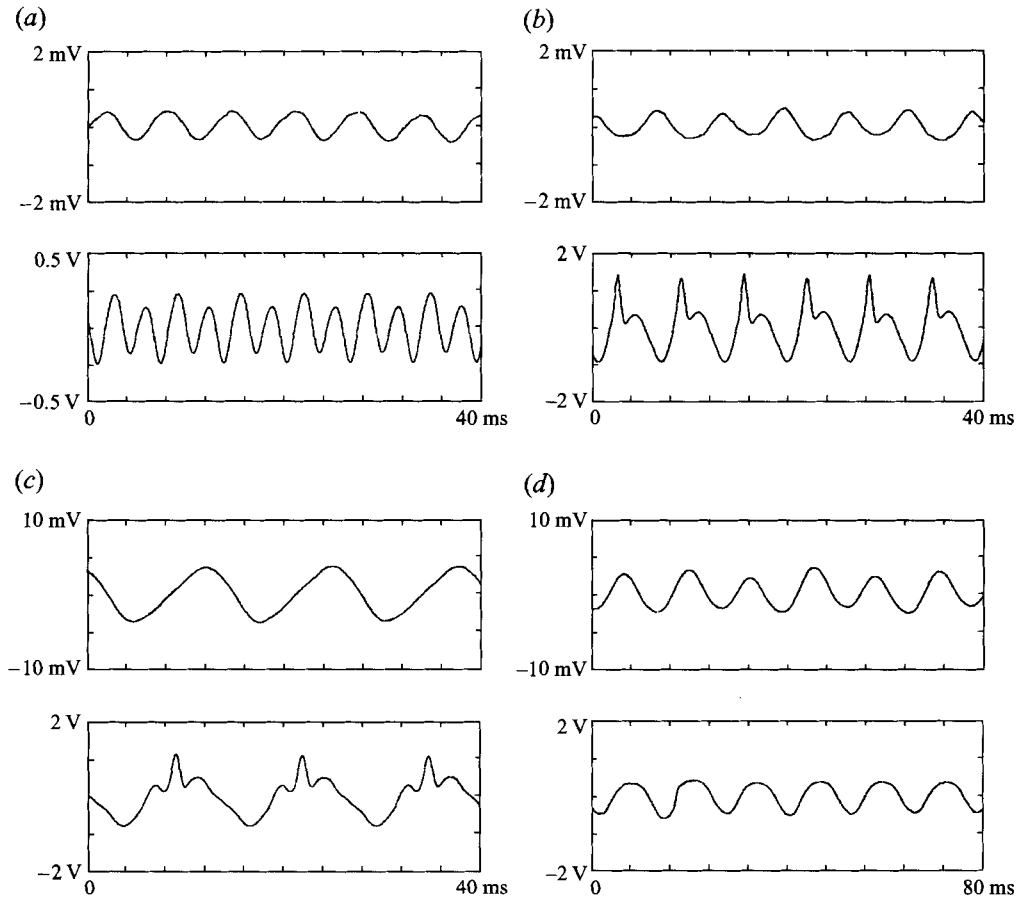 (a)
2 mV
−2 mV
0.5 V
−0.5 V
0 40 ms
(b)
2 mV
−2 mV
2 V
−2 V
0 40 ms
(c)
10 mV
−10 mV
2 V
−2 V
0 40 ms
(d)
10 mV
−10 mV
2 V
−2 V
0 80 ms